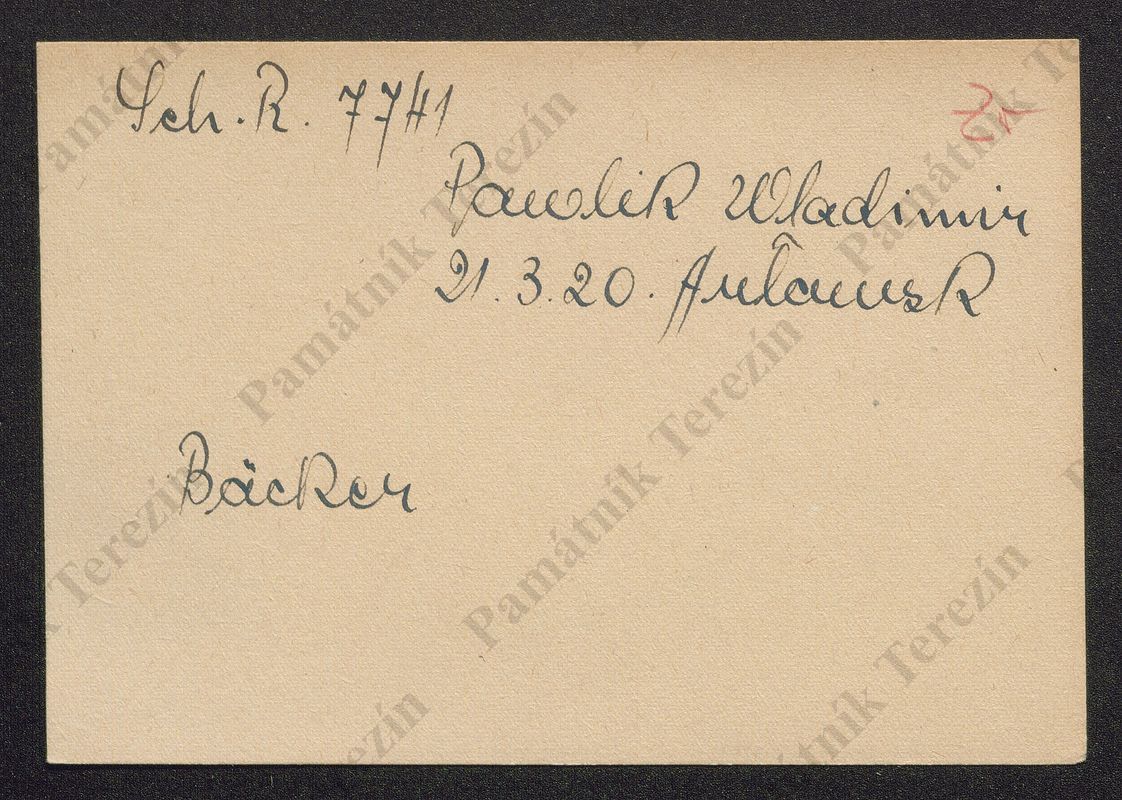 Sch. R. 7741
Pawlik Wladimir
21. 3. 20.
Bäcker
Památník Terezín